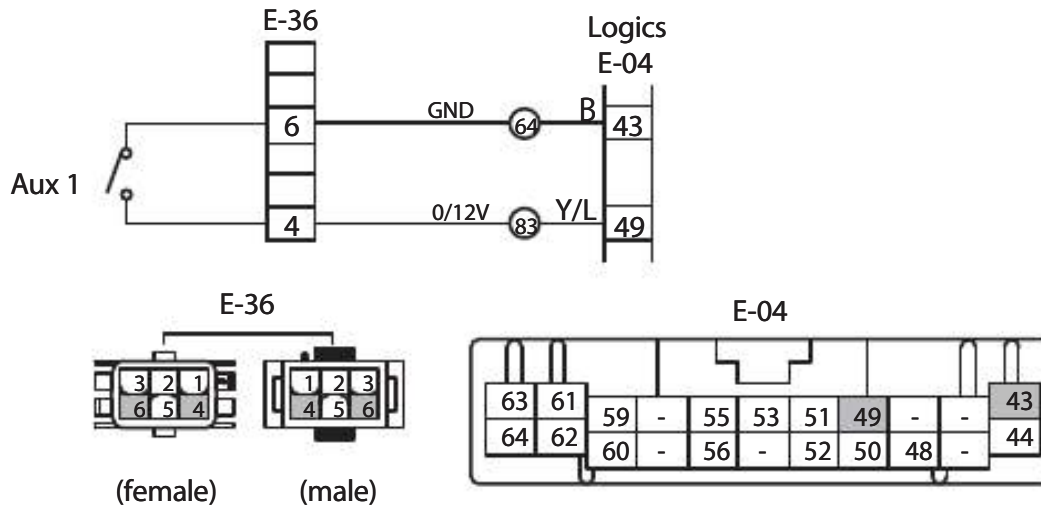 E-36
Logics
E-04
6 GND 64 B 43
Aux 1
4 0/12V 83 Y/L 49
E-36
E-04
3 2 1 1 2 3
6 5 4 4 5 6
63 61 59 - 55 53 51 49 - - 43
64 62 60 - 56 - 52 50 48 - 44
(female) (male)